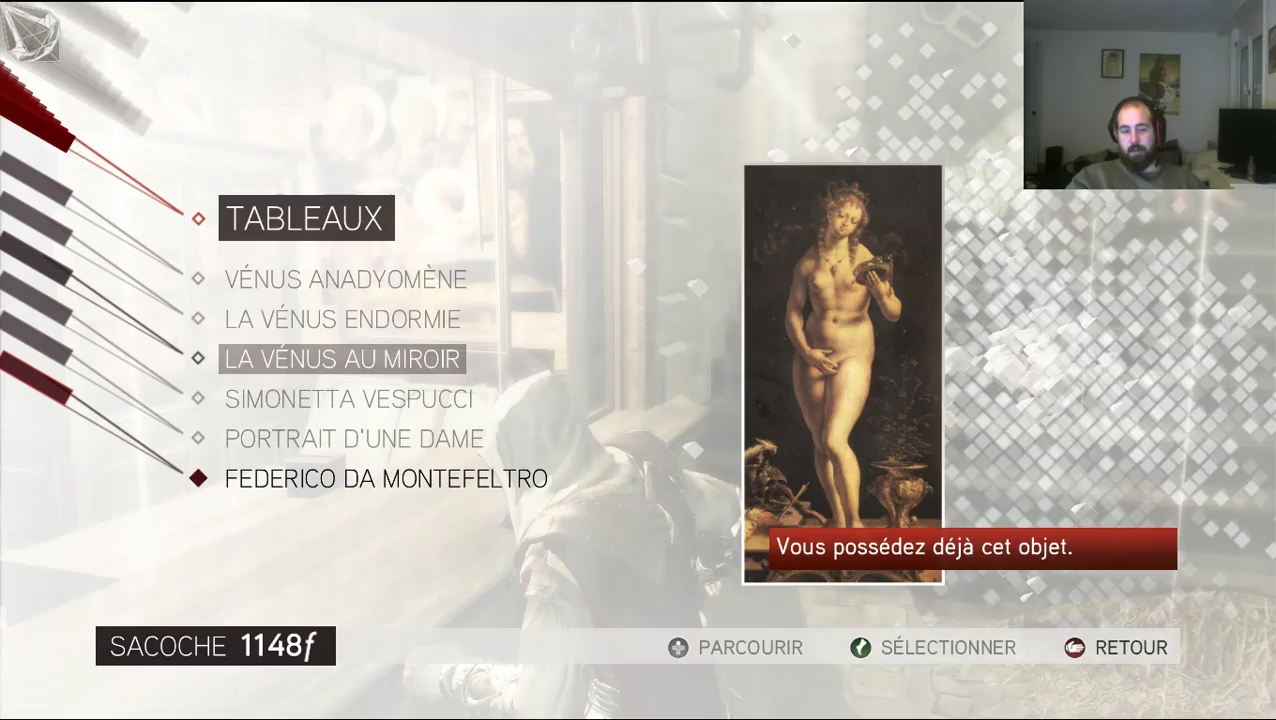 TABLEAUX
VÉNUS ANADYOMÈNE
LA VÉNUS ENDORMIE
LA VÉNUS AU MIROIR
SIMONETTA VESPUCCI
PORTRAIT D'UNE DAME
FEDERICO DA MONTEFELTRO
Vous possédez déjà cet objet.
SACOCHE 1148ƒ
PARCOURIR SÉLECTIONNER RETOUR